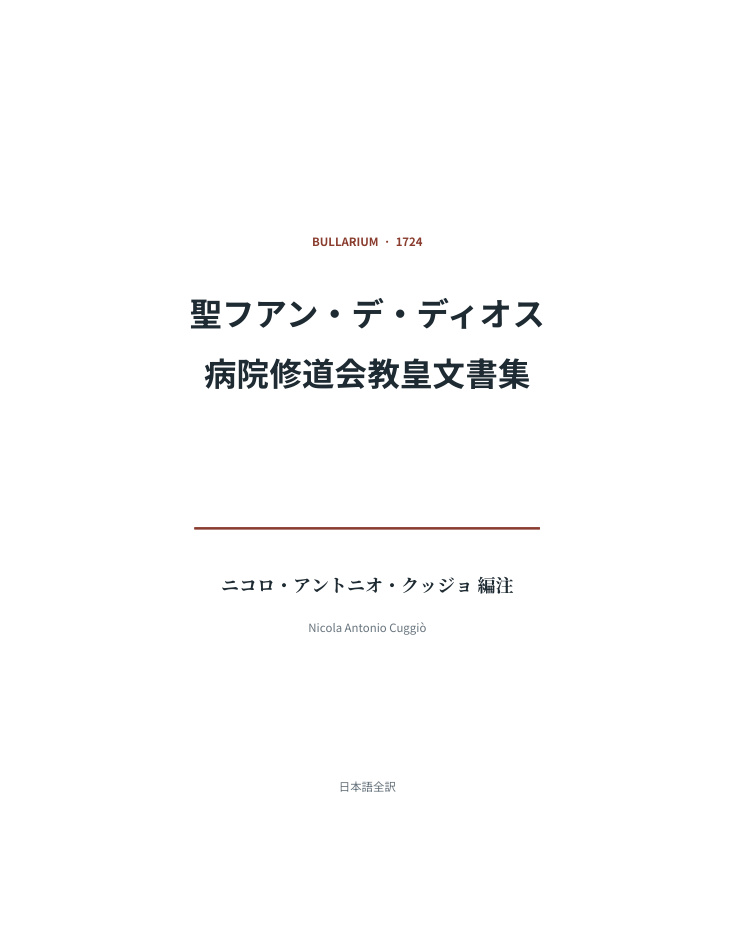 BULLARIUM · 1724
聖フアン・デ・ディオス
病院修道会教皇文書集
ニコロ・アントニオ・クッジョ 編注
Nicola Antonio Cuggiò
日本語全訳